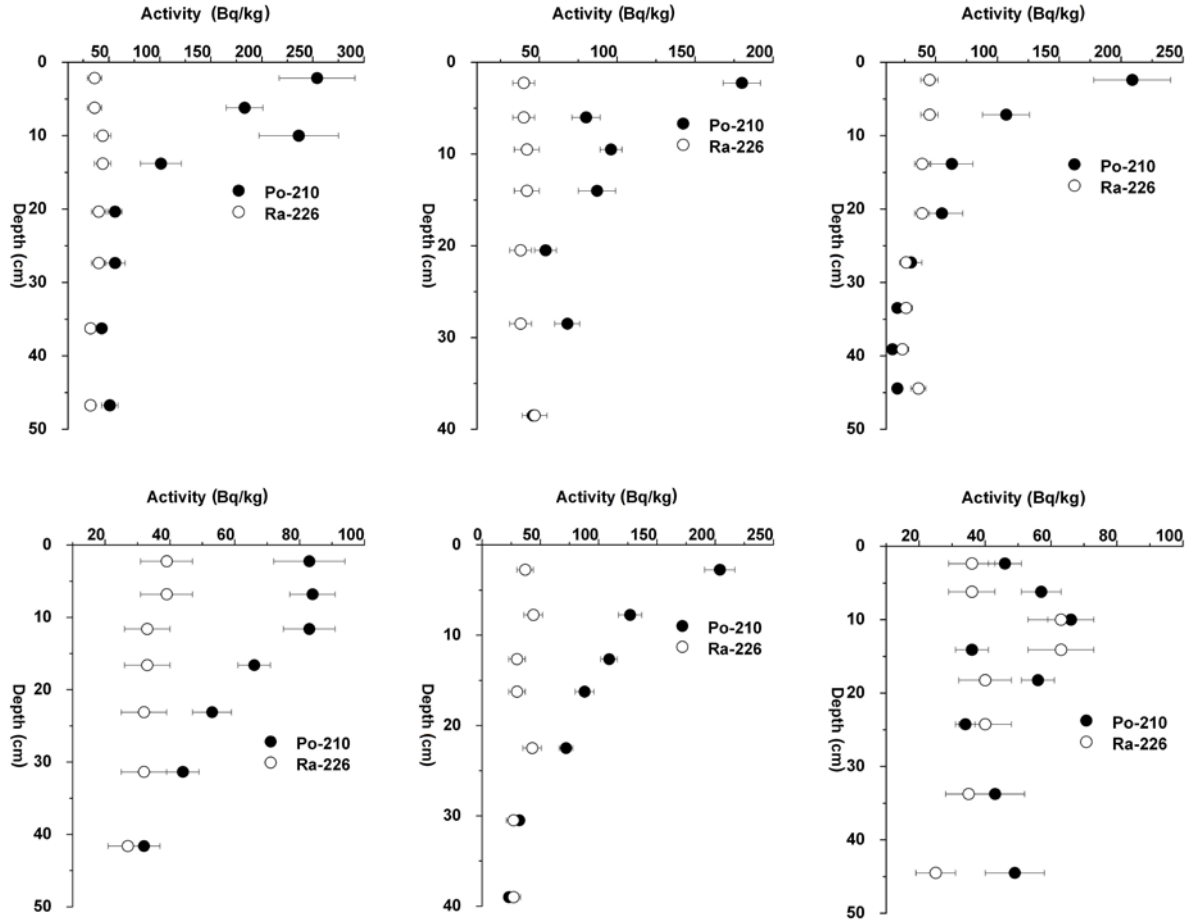 Activity (Bq/kg)
50 100 150 200 250 300
0
10
20
30
40
50
Depth (cm)
Po-210
Ra-226
Activity (Bq/kg)
50 100 150 200
0
10
20
30
40
Depth (cm)
Po-210
Ra-226
Activity (Bq/kg)
50 100 150 200 250
0
10
20
30
40
50
Depth (cm)
Po-210
Ra-226
Activity (Bq/kg)
20 40 60 80 100
0
10
20
30
40
50
Depth (cm)
Po-210
Ra-226
Activity (Bq/kg)
0 50 100 150 200 250
0
10
20
30
40
Depth (cm)
Po-210
Ra-226
Activity (Bq/kg)
20 40 60 80 100
0
10
20
30
40
50
Depth (cm)
Po-210
Ra-226